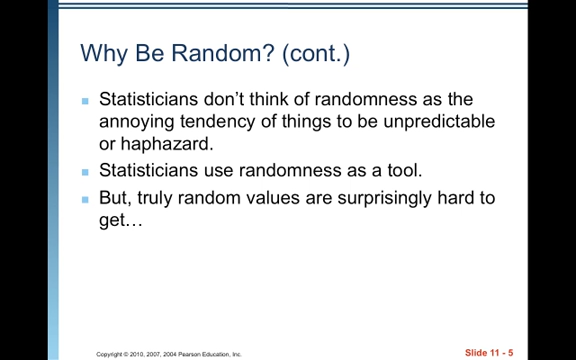 Why Be Random? (cont.)
Statisticians don't think of randomness as the
annoying tendency of things to be unpredictable
or haphazard.
Statisticians use randomness as a tool.
But, truly random values are surprisingly hard to
get…
Copyright © 2010, 2007, 2004 Pearson Education, Inc.
Slide 11 - 5